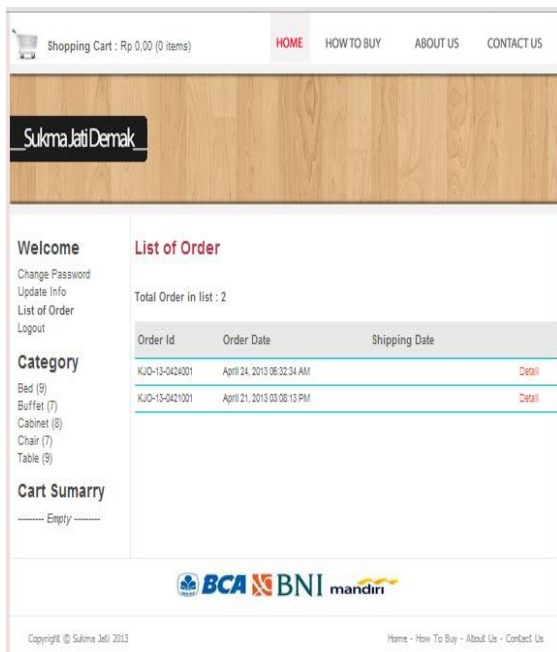 Shopping Cart : Rp 0,00 (0 items)
HOME HOW TO BUY ABOUT US CONTACT US
_Sukma Jati Demak_
Welcome
Change Password
Update Info
List of Order
Logout
Category
Bed (9)
Buffet (7)
Cabinet (8)
Chair (7)
Table (9)
Cart Sumarry
--------- Empty ---------
List of Order
Total Order in list : 2
Order Id Order Date Shipping Date
KJO-13-0424001 April 24, 2013 06:32:34 AM Detail
KJO-13-0421001 April 21, 2013 03:08:13 PM Detail
BCA BNI mandiri
Copyright © Sukma Jati 2013
Home - How To Buy - About Us - Contact Us